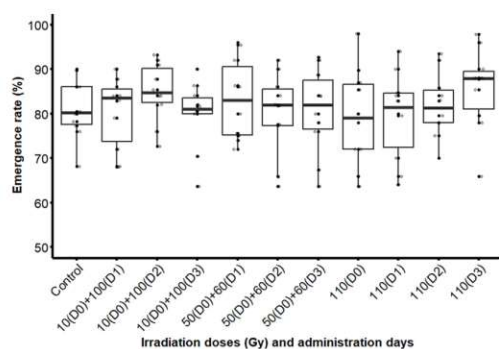 Emergence rate (%)
100
90
80
70
60
50
Control
10(D0)+100(D1)
10(D0)+100(D2)
10(D0)+100(D3)
50(D0)+60(D1)
50(D0)+60(D2)
50(D0)+60(D3)
110(D0)
110(D1)
110(D2)
110(D3)
Irradiation doses (Gy) and administration days